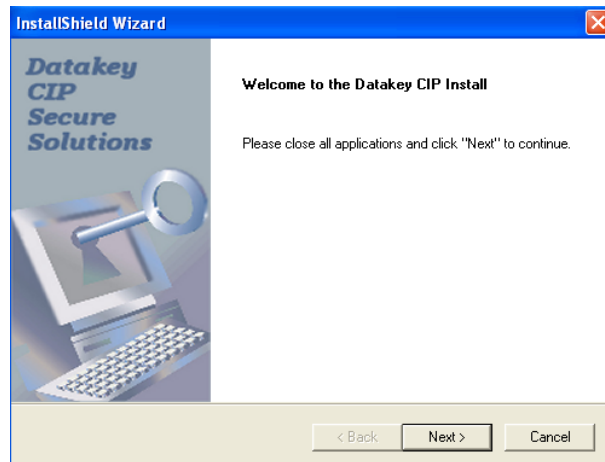 InstallShield Wizard
Datakey
CIP
Secure
Solutions
Welcome to the Datakey CIP Install
Please close all applications and click "Next" to continue.
< Back
Next >
Cancel